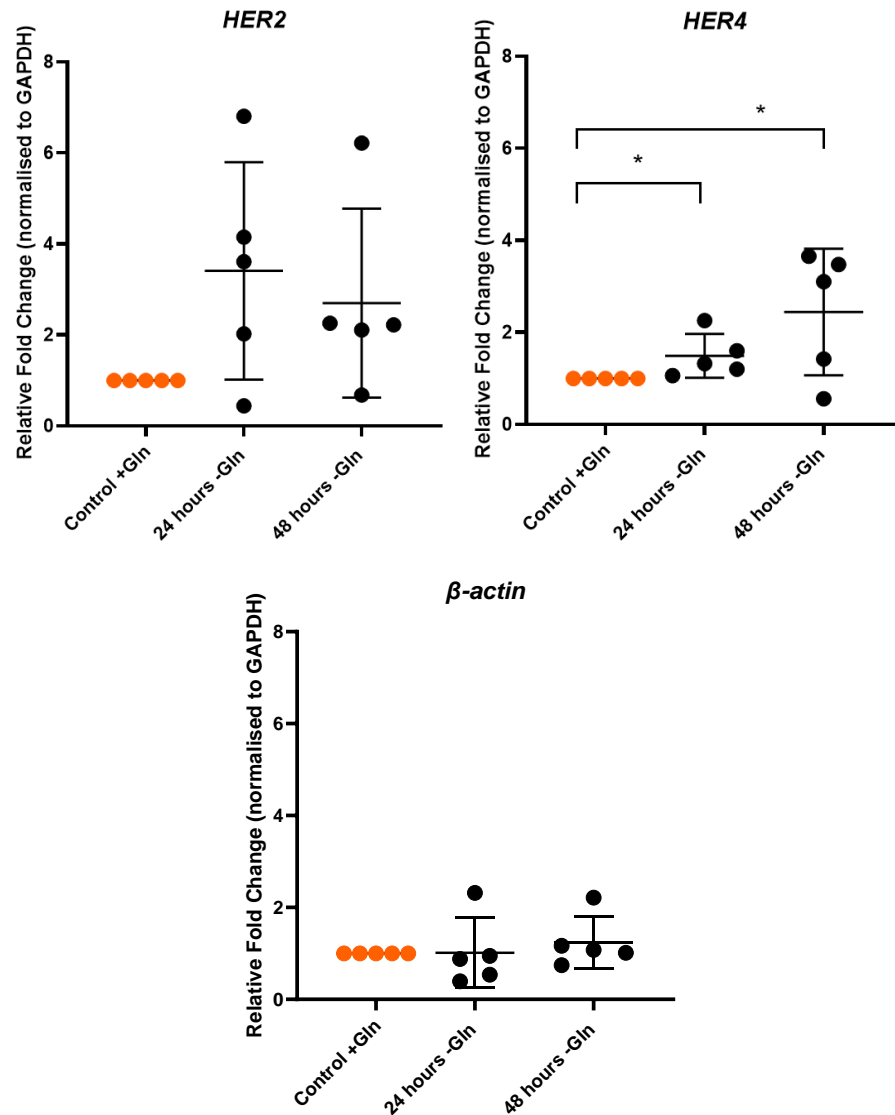 HER2
Relative Fold Change (normalised to GAPDH)
8
6
4
2
0
Control +Gln
24 hours -Gln
48 hours -Gln
HER4
Relative Fold Change (normalised to GAPDH)
8
6
4
2
0
*
*
Control +Gln
24 hours -Gln
48 hours -Gln
β-actin
Relative Fold Change (normalised to GAPDH)
8
6
4
2
0
Control +Gln
24 hours -Gln
48 hours -Gln